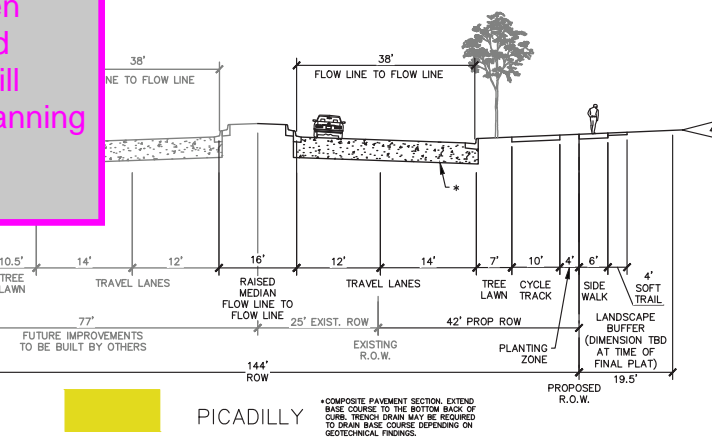 en
d
ill
anning
38'
NE TO FLOW LINE
38'
FLOW LINE TO FLOW LINE
*
10.5'
14'
12'
16'
12'
14'
7'
10'
4'
6'
4'
SOFT
TRAIL
TREE
LAWN
TRAVEL LANES
RAISED
MEDIAN
FLOW LINE TO
FLOW LINE
TRAVEL LANES
TREE
LAWN
CYCLE
TRACK
SIDE
WALK
77'
FUTURE IMPROVEMENTS
TO BE BUILT BY OTHERS
25' EXIST. ROW
EXISTING
R.O.W.
42' PROP ROW
PLANTING
ZONE
LANDSCAPE
BUFFER
(DIMENSION TBD
AT TIME OF
FINAL PLAT)
19.5'
144'
ROW
PROPOSED
R.O.W.
PICADILLY
*COMPOSITE PAVEMENT SECTION. EXTEND
BASE COURSE TO THE BOTTOM BACK OF
CURB. TRENCH DRAIN MAY BE REQUIRED
TO DRAIN BASE COURSE DEPENDING ON
GEOTECHNICAL FINDINGS.